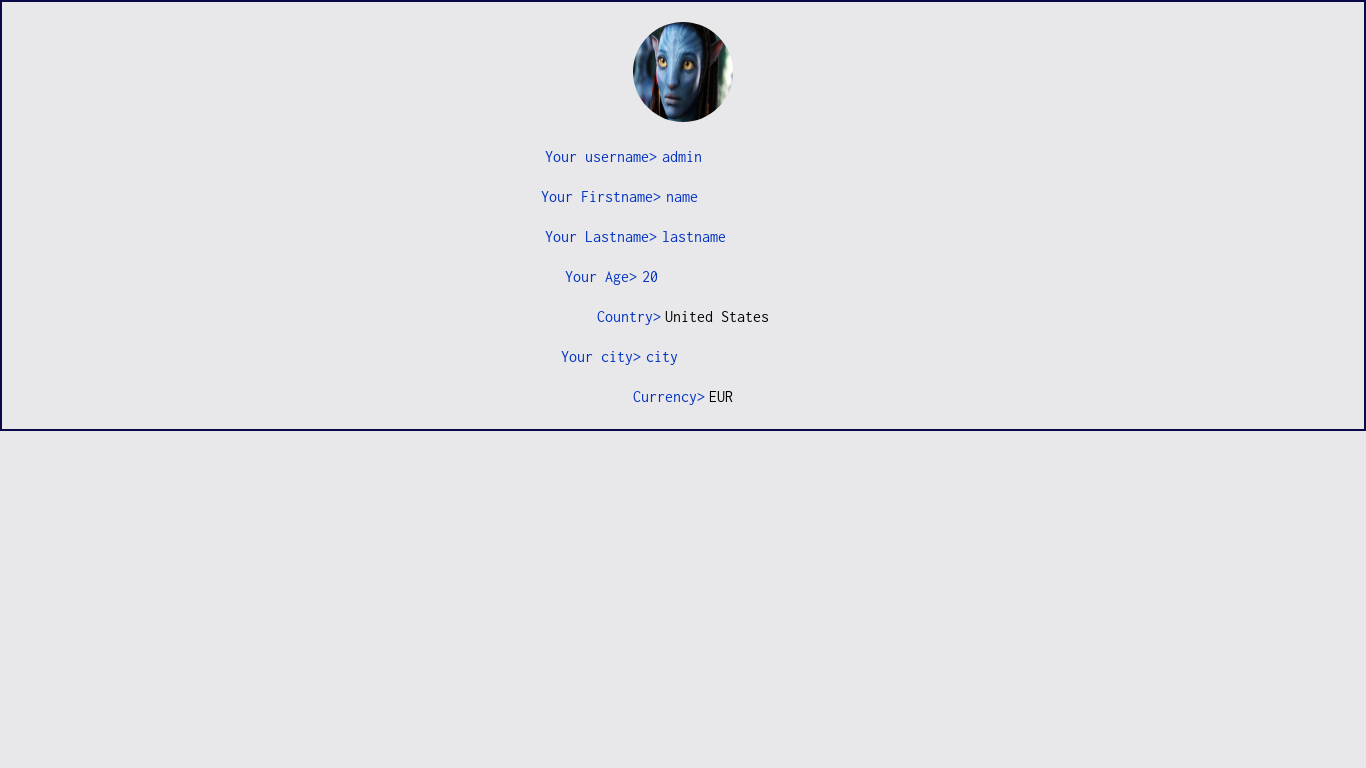 Your username> admin
Your Firstname> name
Your Lastname> lastname
Your Age> 20
Country> United States
Your city> city
Currency> EUR